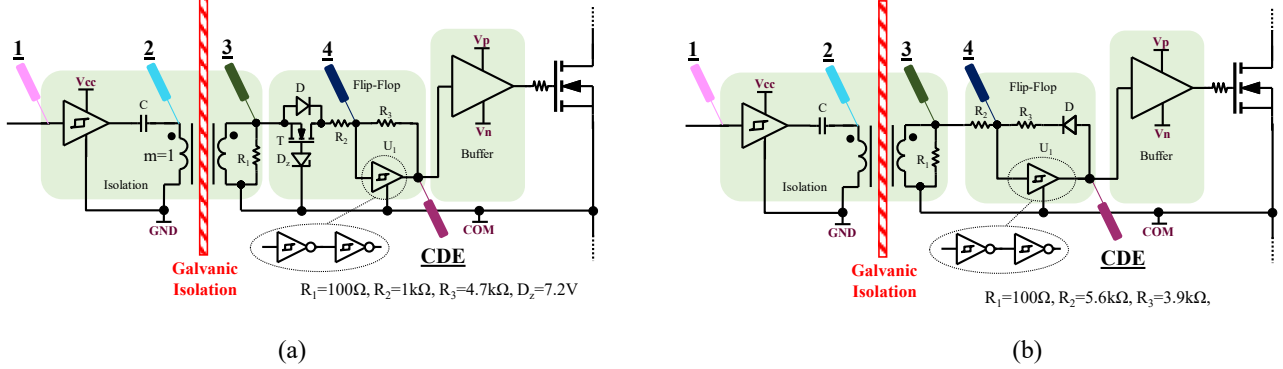 1
2
3
4
Vcc
C
m=1
Isolation
GND
R1
D
T
Dz
R2
R3
Flip-Flop
U1
Vp
Vn
Buffer
COM
CDE
Galvanic
Isolation
R1=100Ω, R2=1kΩ, R3=4.7kΩ, Dz=7.2V
(a)
1
2
3
4
Vcc
C
Isolation
GND
R1
R2
R3
D
Flip-Flop
U1
Vp
Vn
Buffer
COM
CDE
Galvanic
Isolation
R1=100Ω, R2=5.6kΩ, R3=3.9kΩ,
(b)